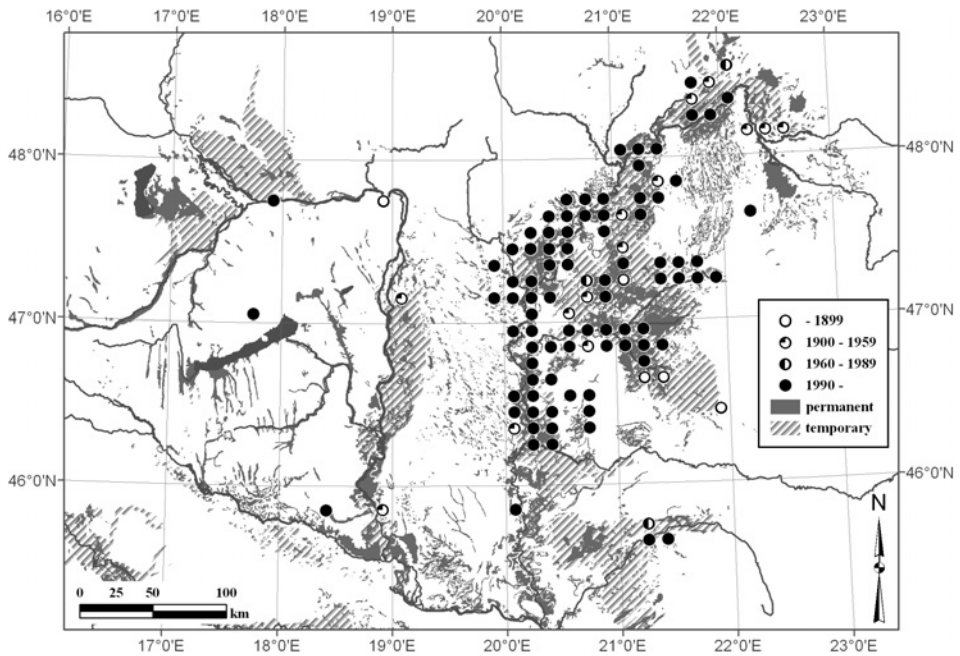 16°0'E 17°0'E 18°0'E 19°0'E 20°0'E 21°0'E 22°0'E 23°0'E
48°0'N 48°0'N
47°0'N 47°0'N
- 1899
1900 - 1959
1960 - 1989
1990 -
permanent
temporary
46°0'N 46°0'N
N
0 25 50 100
km
17°0'E 18°0'E 19°0'E 20°0'E 21°0'E 22°0'E 23°0'E